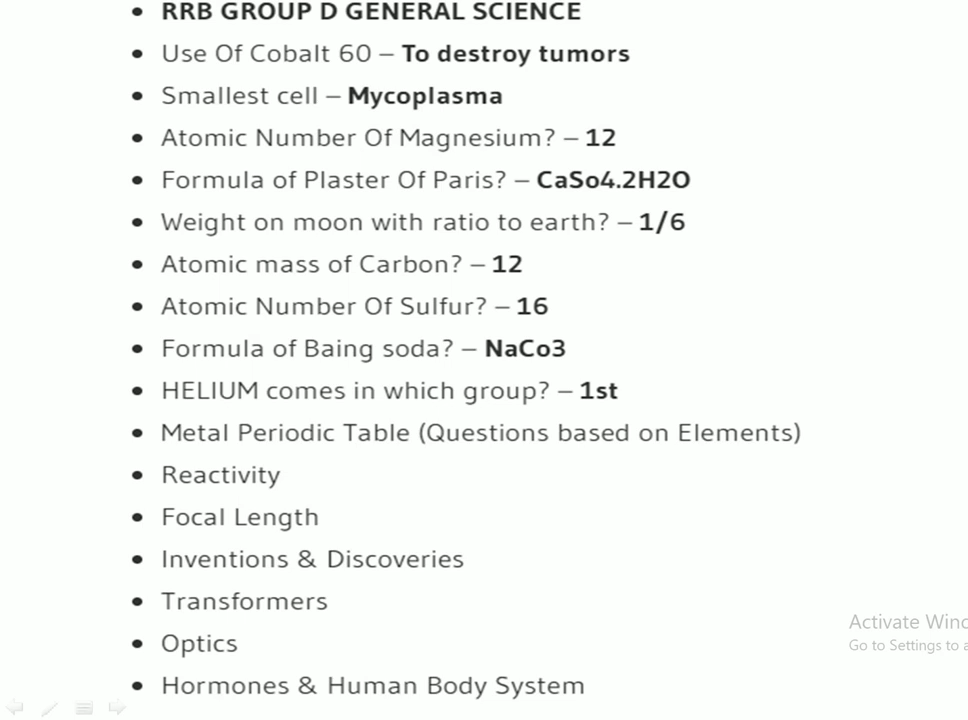 • RRB GROUP D GENERAL SCIENCE
• Use Of Cobalt 60 – To destroy tumors
• Smallest cell – Mycoplasma
• Atomic Number Of Magnesium? – 12
• Formula of Plaster Of Paris? – CaSo4.2H2O
• Weight on moon with ratio to earth? – 1/6
• Atomic mass of Carbon? – 12
• Atomic Number Of Sulfur? – 16
• Formula of Baing soda? – NaCo3
• HELIUM comes in which group? – 1st
• Metal Periodic Table (Questions based on Elements)
• Reactivity
• Focal Length
• Inventions & Discoveries
• Transformers
• Optics
• Hormones & Human Body System
Activate Winc
Go to Settings to a